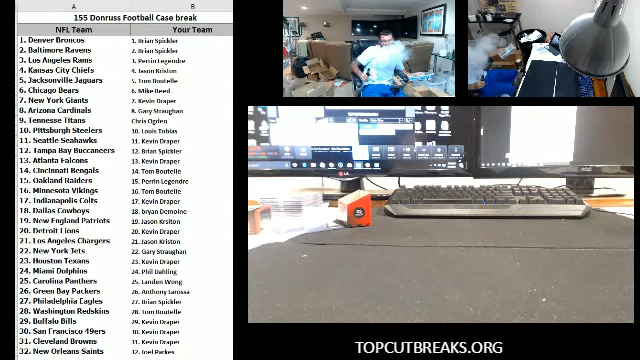 A B
155 Donruss Football Case break
NFL Team Your Team
1. Denver Broncos 1. Brian Spickler
2. Baltimore Ravens 2. Brian Spickler
3. Los Angeles Rams 3. Perrin Legendre
4. Kansas City Chiefs 4. Jason Kriston
5. Jacksonville Jaguars 5. Tom Boutelle
6. Chicago Bears 6. Mike Reed
7. New York Giants 7. Kevin Draper
8. Arizona Cardinals 8. Gary Straughan
9. Tennessee Titans Chris Ogden
10. Pittsburgh Steelers 10. Louis Tobias
11. Seattle Seahawks 11. Kevin Draper
12. Tampa Bay Buccaneers 12. Brian Spickler
13. Atlanta Falcons 13. Kevin Draper
14. Cincinnati Bengals 14. Tom Boutelle
15. Oakland Raiders 15. Perrin Legendre
16. Minnesota Vikings 16. Tom Boutelle
17. Indianapolis Colts 17. Kevin Draper
18. Dallas Cowboys 18. bryan Demoine
19. New England Patriots 19. Jason Krsiton
20. Detroit Lions 20. Kevin Draper
21. Los Angeles Chargers 21. Jason Kriston
22. New York Jets 22. Gary Straughan
23. Houston Texans 23. Kevin Draper
24. Miami Dolphins 24. Phil Dahling
25. Carolina Panthers 25. Landen Wong
26. Green Bay Packers 26. Anthony Larossa
27. Philadelphia Eagles 27. Brian Spickler
28. Washington Redskins 28. Tom Boutelle
29. Buffalo Bills 29. Kevin Draper
30. San Francisco 49ers 30. Kevin Draper
31. Cleveland Browns 31. Kevin Draper
32. New Orleans Saints 32. Joel Parkes
LG
AOC
TOPCUTBREAKS.ORG